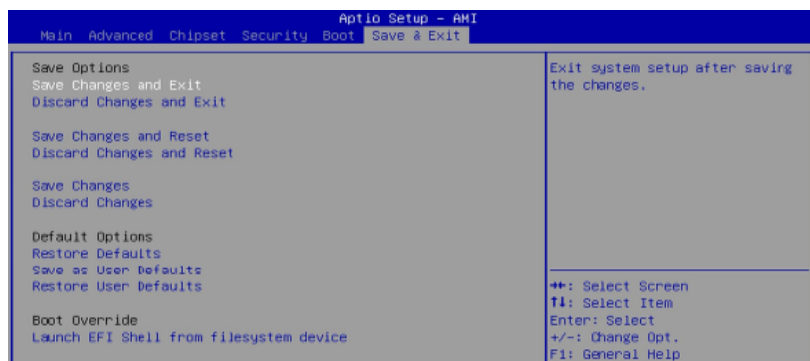 Aptio Setup - AMI
Main Advanced Chipset Security Boot Save & Exit
Save Options
Save Changes and Exit
Discard Changes and Exit
Save Changes and Reset
Discard Changes and Reset
Save Changes
Discard Changes
Default Options
Restore Defaults
Save as User Defaults
Restore User Defaults
Boot Override
Launch EFI Shell from filesystem device
Exit system setup after saving
the changes.
→←: Select Screen
↑↓: Select Item
Enter: Select
+/-: Change Opt.
F1: General Help